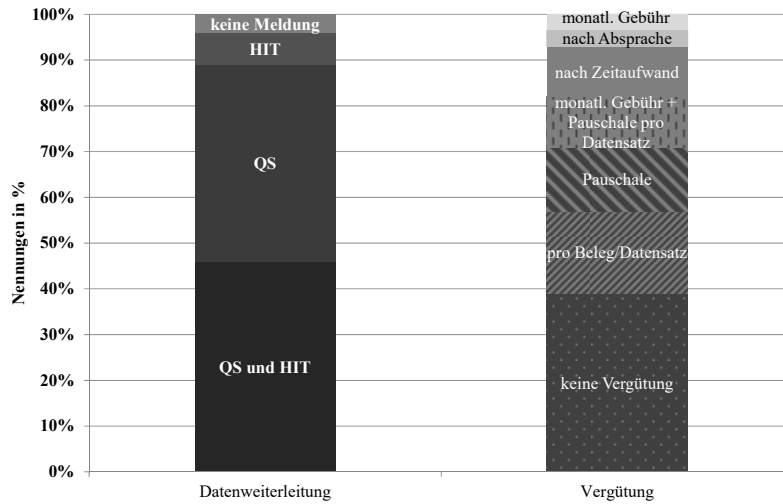 Nennungen in %
100%
90%
80%
70%
60%
50%
40%
30%
20%
10%
0%
keine Meldung
HIT
QS
QS und HIT
monatl. Gebühr
nach Absprache
nach Zeitaufwand
monatl. Gebühr +
Pauschale pro
Datensatz
Pauschale
pro Beleg/Datensatz
keine Vergütung
Datenweiterleitung
Vergütung